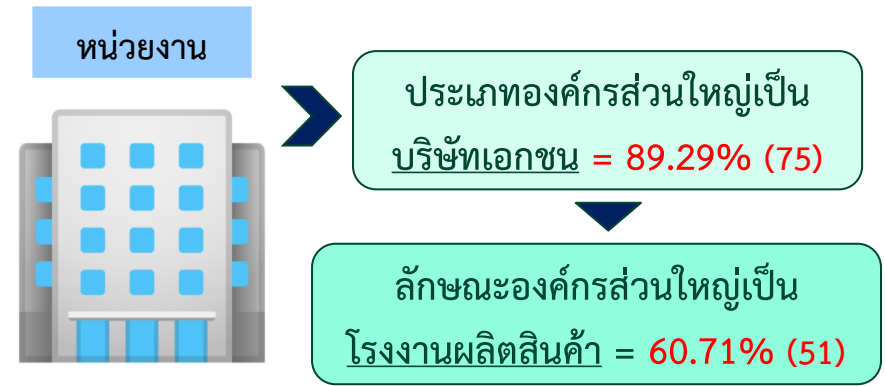 หน่วยงาน
ประเภทองค์กรส่วนใหญ่เป็น
บริษัทเอกชน = 89.29% (75)
ลักษณะองค์กรส่วนใหญ่เป็น
โรงงานผลิตสินค้า = 60.71% (51)